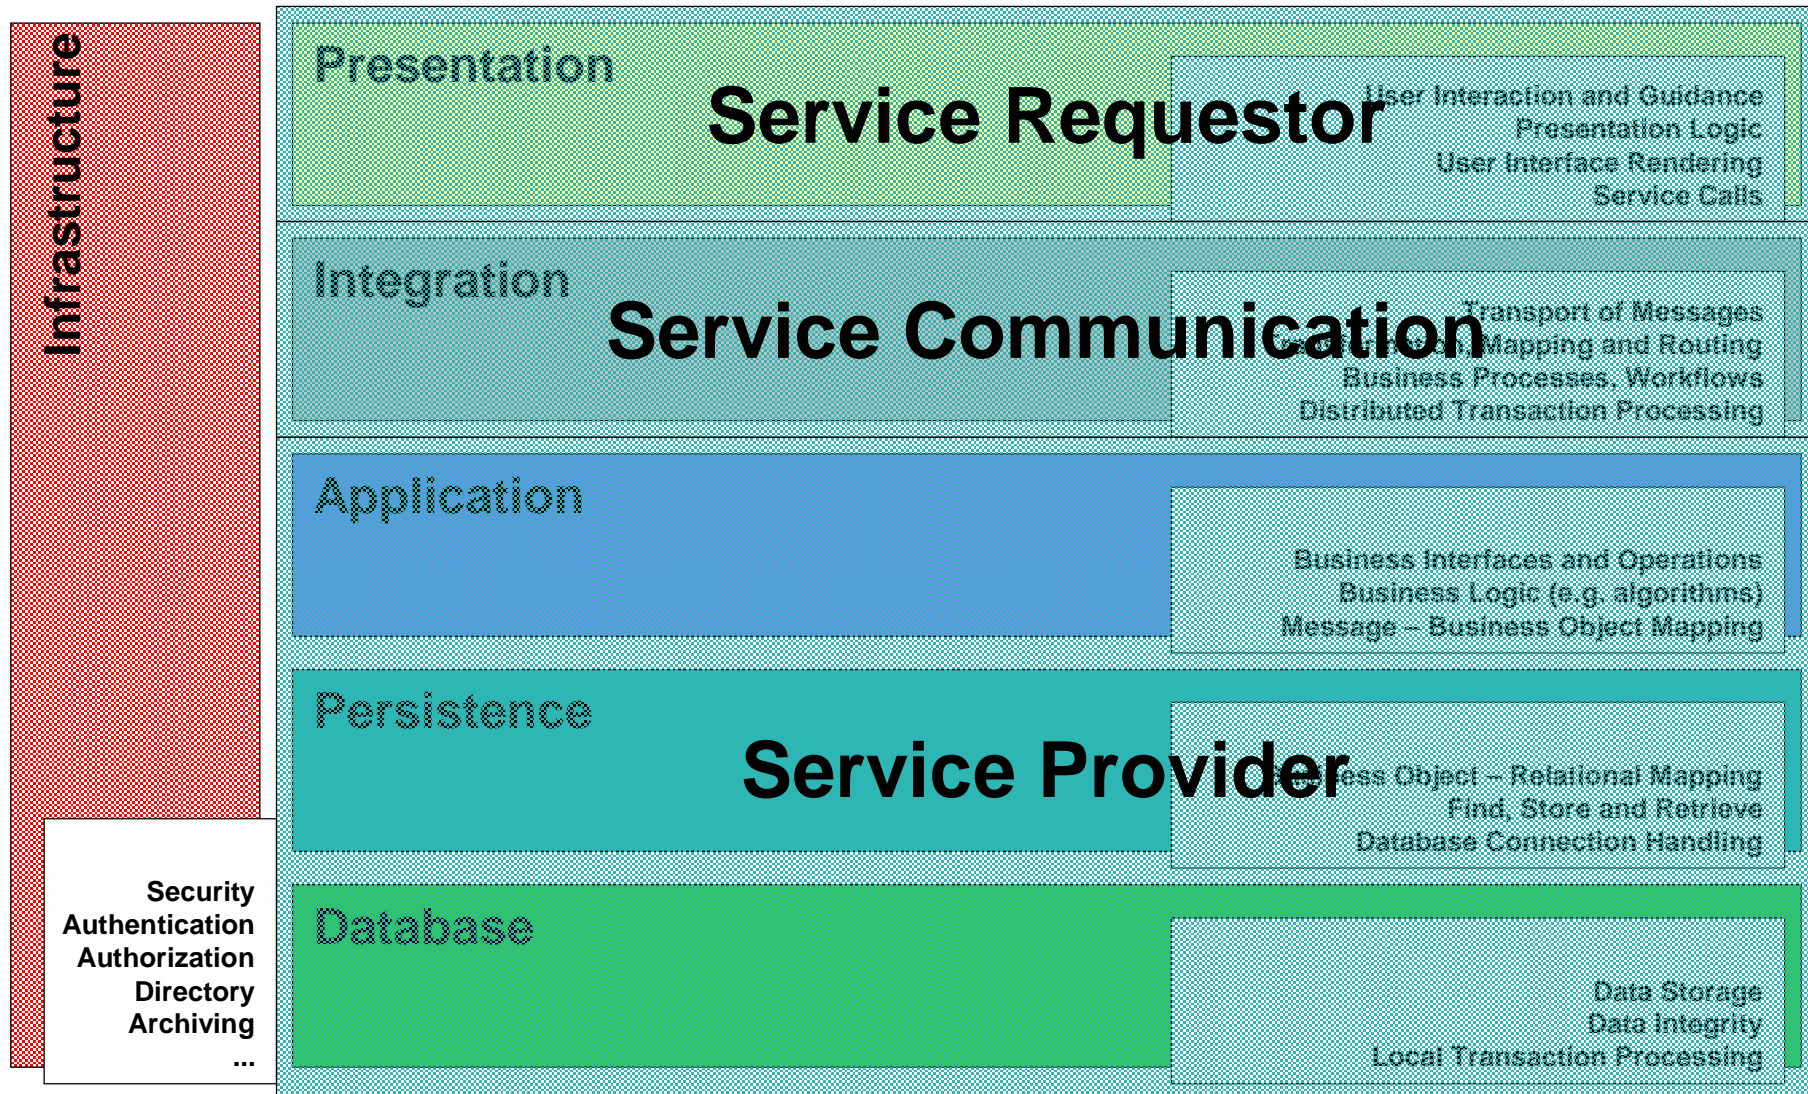 Infrastructure
Presentation
Service Requestor
User Interaction and Guidance
Presentation Logic
User Interface Rendering
Service Calls
Integration
Service Communication
Transport of Messages
Mapping and Routing
Business Processes, Workflows
Distributed Transaction Processing
Application
Business Interfaces and Operations
Business Logic (e.g. algorithms)
Message – Business Object Mapping
Persistence
Service Provider
Business Object – Relational Mapping
Find, Store and Retrieve
Database Connection Handling
Security
Authentication
Authorization
Directory
Archiving
...
Database
Data Storage
Data Integrity
Local Transaction Processing